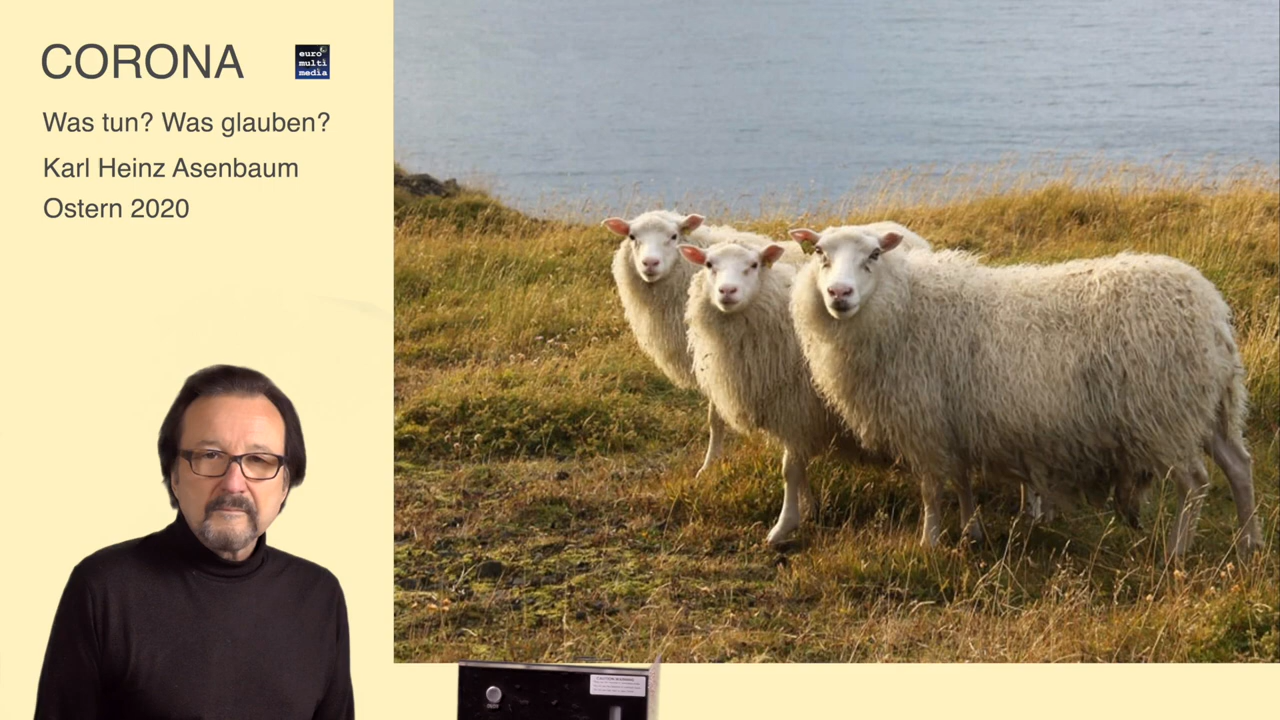 CORONA
euro
multi
media
Was tun? Was glauben?
Karl Heinz Asenbaum
Ostern 2020
CAUTION WARNING